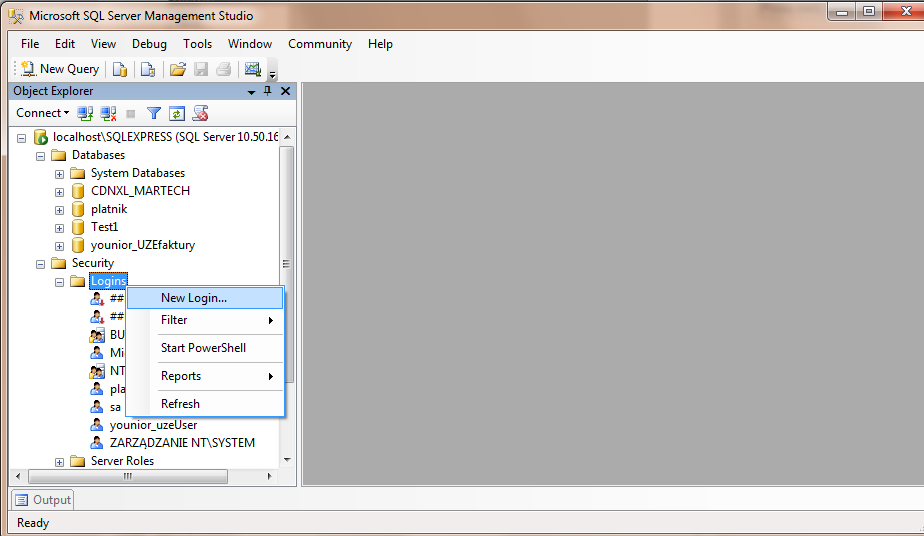 Microsoft SQL Server Management Studio
File Edit View Debug Tools Window Community Help
New Query
Object Explorer
Connect
localhost\SQLEXPRESS (SQL Server 10.50.16
Databases
System Databases
CDNXL_MARTECH
platnik
Test1
younior_UZEfaktury
Security
Logins
##
##
BU
Mi
NT
pla
sa
younior_uzeUser
ZARZĄDZANIE NT\SYSTEM
Server Roles
New Login...
Filter
Start PowerShell
Reports
Refresh
Output
Ready